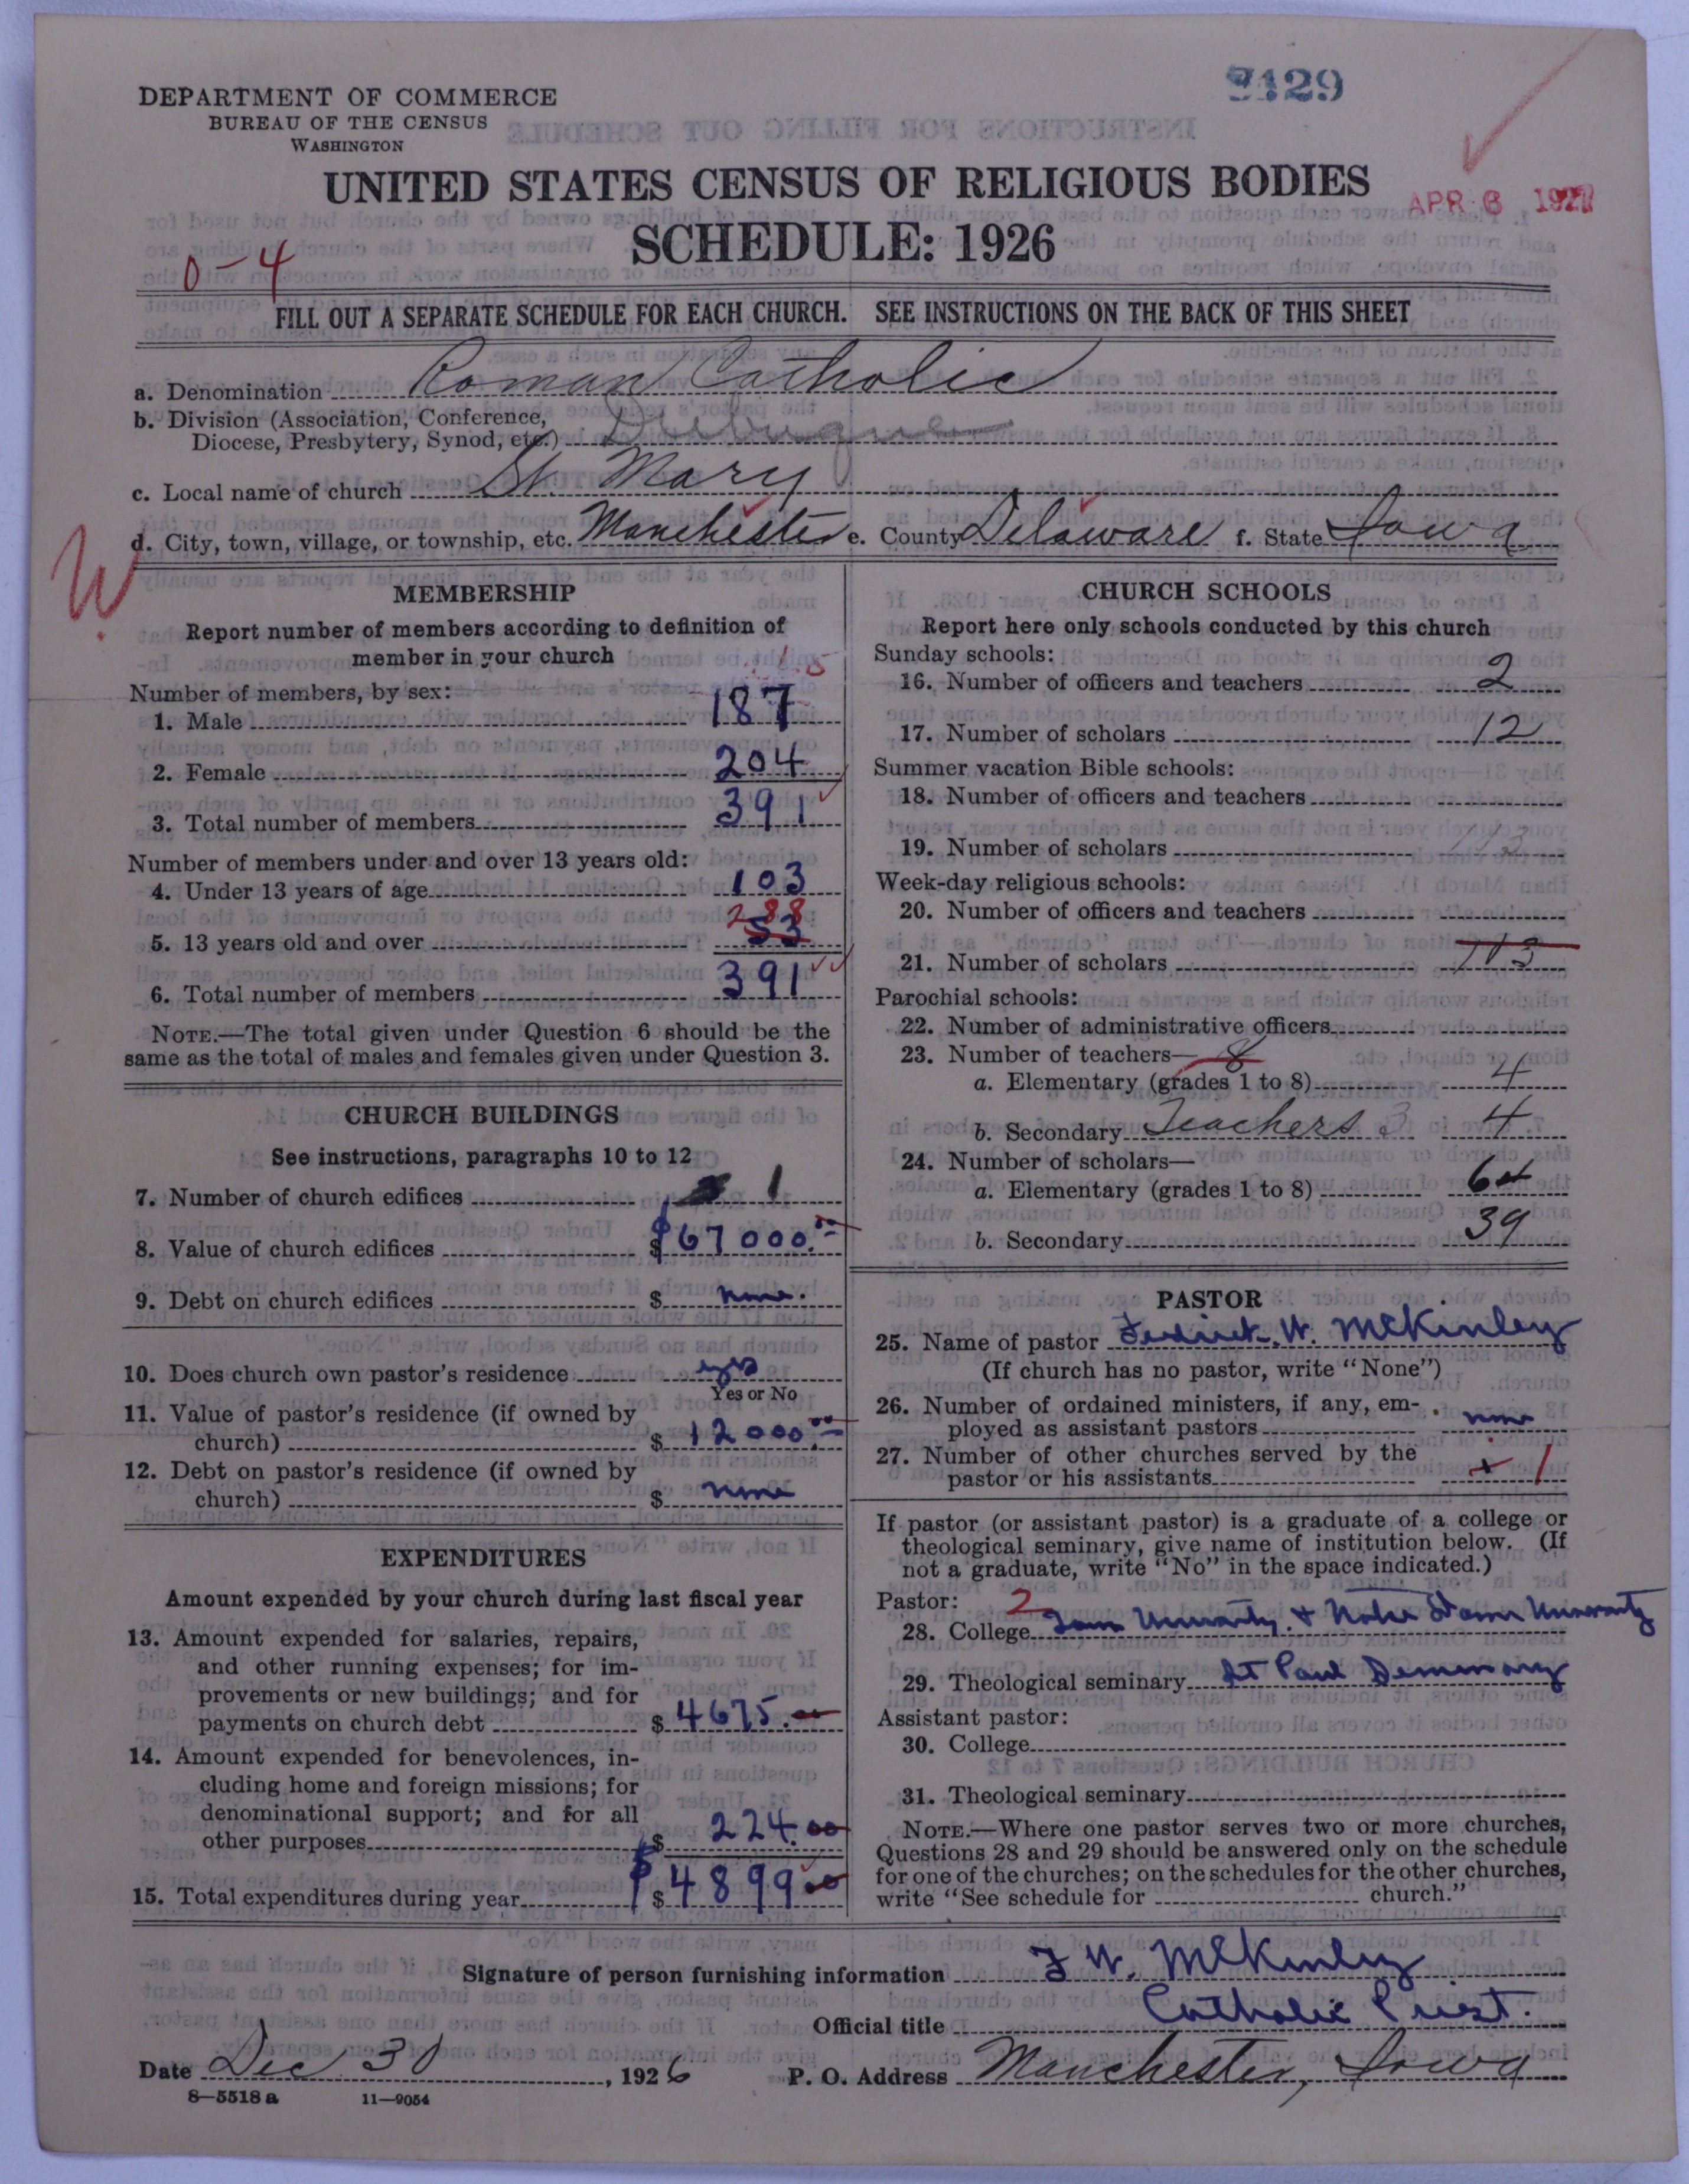 3129
DEPARTMENT OF COMMERCE
BUREAU OF THE CENSUS
WASHINGTON
UNITED STATES CENSUS OF RELIGIOUS BODIES
APR 6 1927
SCHEDULE: 1926
0-4
FILL OUT A SEPARATE SCHEDULE FOR EACH CHURCH. SEE INSTRUCTIONS ON THE BACK OF THIS SHEET
a. Denomination Roman Catholic
b. Division (Association, Conference,
Diocese, Presbytery, Synod, etc.) Dubuque
c. Local name of church St. Mary
d. City, town, village, or township, etc. Manchester e. County Delaware f. State Iowa
W
MEMBERSHIP
Report number of members according to definition of
member in your church
Number of members, by sex:
1. Male 187
2. Female 204
3. Total number of members 391
Number of members under and over 13 years old:
4. Under 13 years of age 103
288
5. 13 years old and over 53
6. Total number of members 391
NOTE.—The total given under Question 6 should be the
same as the total of males and females given under Question 3.
CHURCH BUILDINGS
See instructions, paragraphs 10 to 12
7. Number of church edifices 1
8. Value of church edifices $ $67000.00
9. Debt on church edifices $ none.
10. Does church own pastor's residence yes
Yes or No
11. Value of pastor's residence (if owned by
church) $ 12000.00
12. Debt on pastor's residence (if owned by
church) $ none
EXPENDITURES
Amount expended by your church during last fiscal year
13. Amount expended for salaries, repairs,
and other running expenses; for im-
provements or new buildings; and for
payments on church debt $ 4675.00
14. Amount expended for benevolences, in-
cluding home and foreign missions; for
denominational support; and for all
other purposes $ 224.00
15. Total expenditures during year $ $4899.00
CHURCH SCHOOLS
Report here only schools conducted by this church
Sunday schools:
16. Number of officers and teachers 2
17. Number of scholars 12
Summer vacation Bible schools:
18. Number of officers and teachers
19. Number of scholars 113
Week-day religious schools:
20. Number of officers and teachers
21. Number of scholars 113
Parochial schools:
22. Number of administrative officers
23. Number of teachers— 8
a. Elementary (grades 1 to 8) 4
b. Secondary Teachers 4
24. Number of scholars—
a. Elementary (grades 1 to 8) 64
b. Secondary 39
PASTOR
25. Name of pastor Fredrick. W. McKinley
(If church has no pastor, write "None")
26. Number of ordained ministers, if any, em-
ployed as assistant pastors none
27. Number of other churches served by the
pastor or his assistants 1
If pastor (or assistant pastor) is a graduate of a college or
theological seminary, give name of institution below. (If
not a graduate, write "No" in the space indicated.)
Pastor: 2
28. College Iowa University. + Notre Dame University
29. Theological seminary St Paul Seminary
Assistant pastor:
30. College
31. Theological seminary
NOTE.—Where one pastor serves two or more churches,
Questions 28 and 29 should be answered only on the schedule
for one of the churches; on the schedules for the other churches,
write "See schedule for church."
Signature of person furnishing information F W. McKinley
Official title Catholic Priest.
Date Dec 30, 1926 P. O. Address Manchester, Iowa
8—5518 a 11—9054